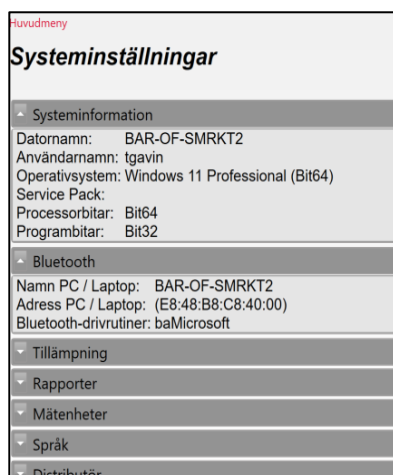 Huvudmeny
Systeminställningar
Systeminformation
Datornamn: BAR-OF-SMRKT2
Användarnamn: tgavin
Operativsystem: Windows 11 Professional (Bit64)
Service Pack:
Processorbitar: Bit64
Programbitar: Bit32
Bluetooth
Namn PC / Laptop: BAR-OF-SMRKT2
Adress PC / Laptop: (E8:48:B8:C8:40:00)
Bluetooth-drivrutiner: baMicrosoft
Tillämpning
Rapporter
Mätenheter
Språk
Distributör